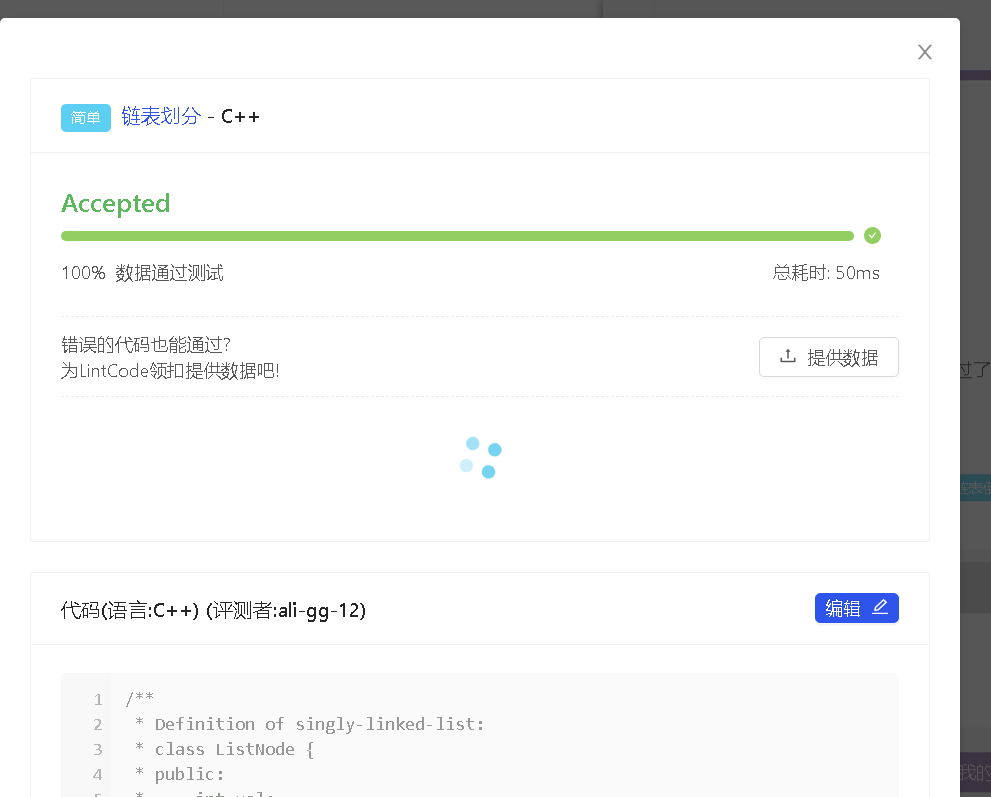 简单 链表划分 - C++
Accepted
100% 数据通过测试 总耗时: 50ms
错误的代码也能通过?
为LintCode领扣提供数据吧!
提供数据
代码(语言:C++) (评测者:ali-gg-12)
编辑
1 /**
2 * Definition of singly-linked-list:
3 * class ListNode {
4 * public:
过了
我的